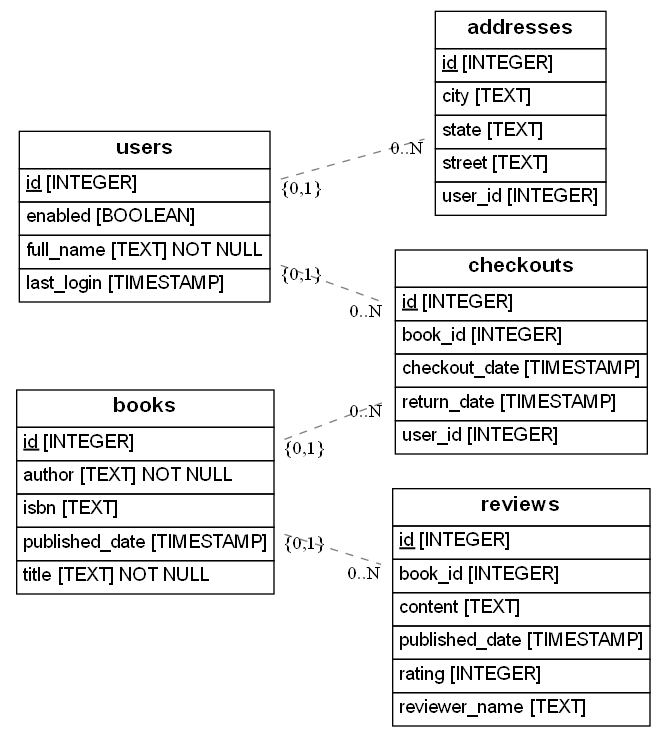 addresses
id [INTEGER]
city [TEXT]
state [TEXT]
street [TEXT]
user_id [INTEGER]
users
id [INTEGER]
enabled [BOOLEAN]
full_name [TEXT] NOT NULL
last_login [TIMESTAMP]
0..N
{0,1}
{0,1}
0..N
checkouts
id [INTEGER]
book_id [INTEGER]
checkout_date [TIMESTAMP]
return_date [TIMESTAMP]
user_id [INTEGER]
books
id [INTEGER]
author [TEXT] NOT NULL
isbn [TEXT]
published_date [TIMESTAMP]
title [TEXT] NOT NULL
0..N
{0,1}
{0,1}
0..N
reviews
id [INTEGER]
book_id [INTEGER]
content [TEXT]
published_date [TIMESTAMP]
rating [INTEGER]
reviewer_name [TEXT]